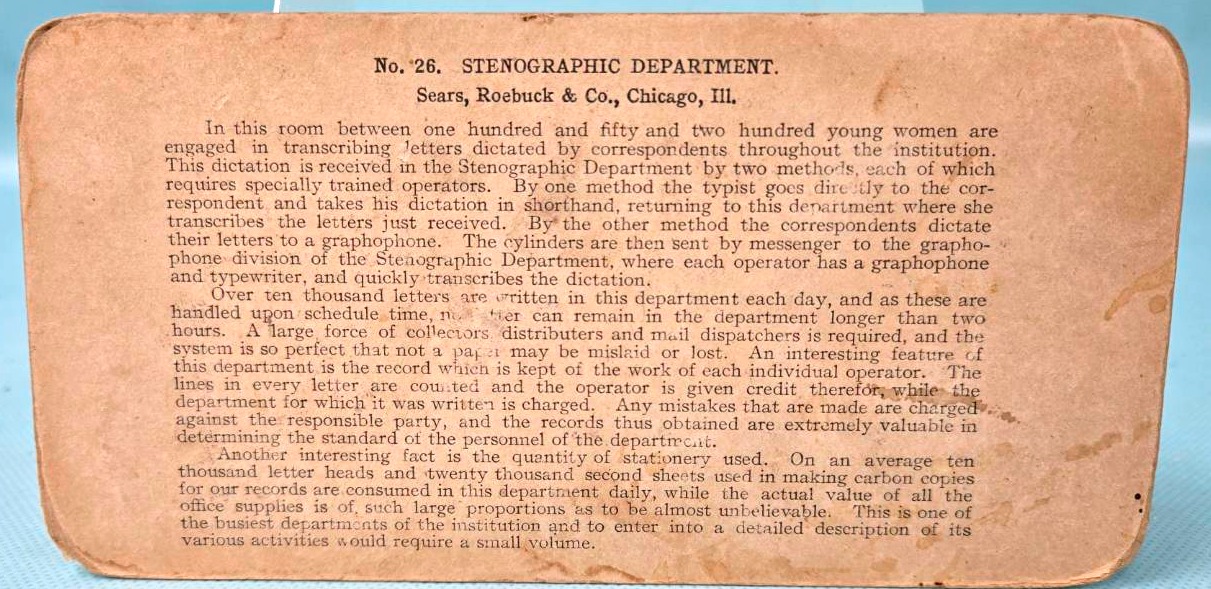 No. 26. STENOGRAPHIC DEPARTMENT.
Sears, Roebuck & Co., Chicago, Ill.
In this room between one hundred and fifty and two hundred young women are
engaged in transcribing letters dictated by correspondents throughout the institution.
This dictation is received in the Stenographic Department by two methods, each of which
requires specially trained operators. By one method the typist goes directly to the cor-
respondent and takes his dictation in shorthand, returning to this department where she
transcribes the letters just received. By the other method the correspondents dictate
their letters to a graphophone. The cylinders are then sent by messenger to the grapho-
phone division of the Stenographic Department, where each operator has a graphophone
and typewriter, and quickly transcribes the dictation.
Over ten thousand letters are written in this department each day, and as these are
handled upon schedule time, can remain in the department longer than two
hours. A large force of collectors, distributers and mail dispatchers is required, and the
system is so perfect that not a paper may be mislaid or lost. An interesting feature of
this department is the record which is kept of the work of each individual operator. The
lines in every letter are counted and the operator is given credit therefor, while the
department for which it was written is charged. Any mistakes that are made are charged
against the responsible party, and the records thus obtained are extremely valuable in
determining the standard of the personnel of the department.
Another interesting fact is the quantity of stationery used. On an average ten
thousand letter heads and twenty thousand second sheets used in making carbon copies
for our records are consumed in this department daily, while the actual value of all the
office supplies is of such large proportions as to be almost unbelievable. This is one of
the busiest departments of the institution and to enter into a detailed description of its
various activities would require a small volume.